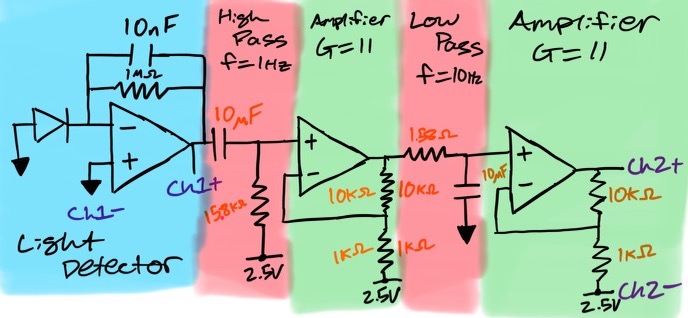 10nF
1MΩ
Ch1-
Ch1+
Light
Detector
High
Pass
f=1Hz
10μF
15.8kΩ
2.5V
Amplifier
G=11
10kΩ
10kΩ
1kΩ
1kΩ
2.5V
Low
Pass
f=10Hz
1.58Ω
10μF
Amplifier
G=11
Ch2+
10kΩ
1kΩ
Ch2-
2.5V